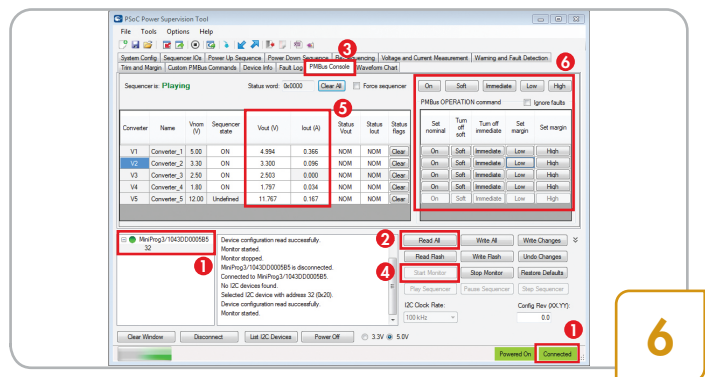 PSoC Power Supervision Tool
File Tools Options Help
System Config Sequencer IOs Power Up Sequence Power Down Sequence Re-Sequencing Voltage and Current Measurement Warning and Fault Detection
Trim and Margin Custom PMBus Commands Device Info Fault Log PMBus Console Waveform Chart
3
6
Sequencer is: Playing Status word: 0x0000 Clear All Force sequencer On Soft Immediate Low High
PMBus OPERATION command Ignore faults
5
Converter Name Vnom (V) Sequencer state Vout (V) Iout (A) Status Vout Status Iout Status flags Set nominal Turn off soft Turn off immediate Set margin Set margin
V1 Converter_1 5.00 ON 4.994 0.366 NOM NOM Clear On Soft Immediate Low High
V2 Converter_2 3.30 ON 3.300 0.096 NOM NOM Clear On Soft Immediate Low High
V3 Converter_3 2.50 ON 2.503 0.000 NOM NOM Clear On Soft Immediate Low High
V4 Converter_4 1.80 ON 1.797 0.034 NOM NOM Clear On Soft Immediate Low High
V5 Converter_5 12.00 Undefined 11.767 0.167 NOM NOM Clear On Soft Immediate Low High
MiniProg3/1043DD0005B5
32
1
Device configuration read successfully.
Monitor started.
Monitor stopped.
MiniProg3/1043DD0005B5 is disconnected.
Connected to MiniProg3/1043DD0005B5
No I2C devices found.
Selected I2C device with address 32 (0x20).
Device configuration read successfully.
Monitor started.
2
Read All Write All Write Changes
Read Flash Write Flash Undo Changes
4
Start Monitor Stop Monitor Restore Defaults
Play Sequencer Pause Sequencer Stop Sequencer
I2C Clock Rate: Config Rev (XX.YY):
100 kHz 0.0
Clear Window Disconnect List I2C Devices Power Off 3.3V 5.0V
1
Powered On Connected
6